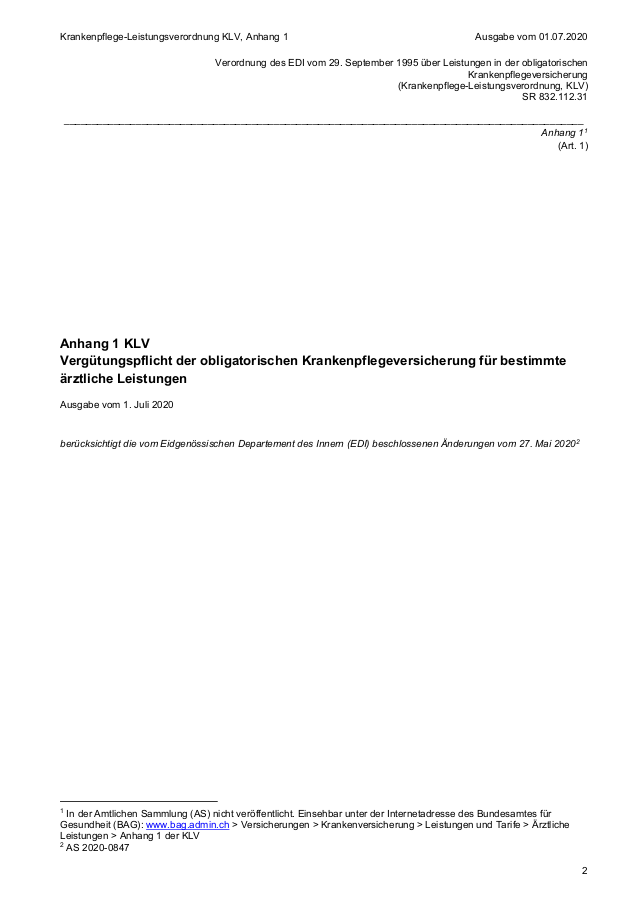 Krankenpflege-Leistungsverordnung KLV, Anhang 1 Ausgabe vom 01.07.2020
Verordnung des EDI vom 29. September 1995 über Leistungen in der obligatorischen
Krankenpflegeversicherung
(Krankenpflege-Leistungsverordnung, KLV)
SR 832.112.31
Anhang 1¹
(Art. 1)
Anhang 1 KLV
Vergütungspflicht der obligatorischen Krankenpflegeversicherung für bestimmte
ärztliche Leistungen
Ausgabe vom 1. Juli 2020
berücksichtigt die vom Eidgenössischen Departement des Innern (EDI) beschlossenen Änderungen vom 27. Mai 2020²
¹ In der Amtlichen Sammlung (AS) nicht veröffentlicht. Einsehbar unter der Internetadresse des Bundesamtes für
Gesundheit (BAG): www.bag.admin.ch > Versicherungen > Krankenversicherung > Leistungen und Tarife > Ärztliche
Leistungen > Anhang 1 der KLV
² AS 2020-0847
2